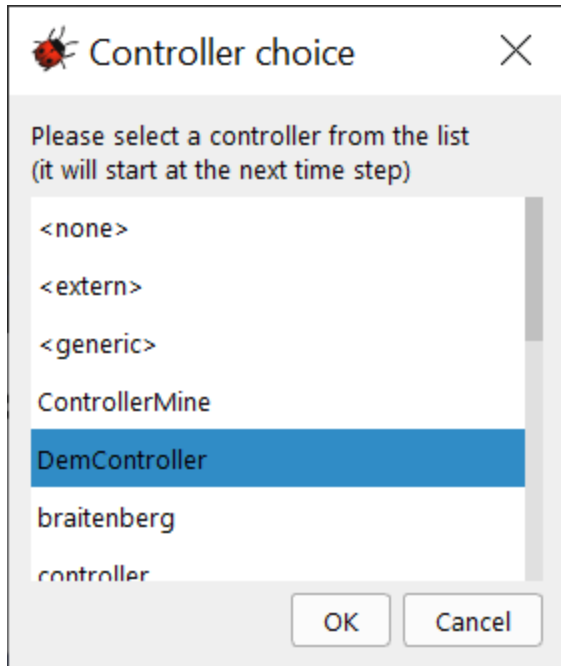 Controller choice
Please select a controller from the list
(it will start at the next time step)
<none>
<extern>
<generic>
ControllerMine
DemController
braitenberg
controller
OK
Cancel